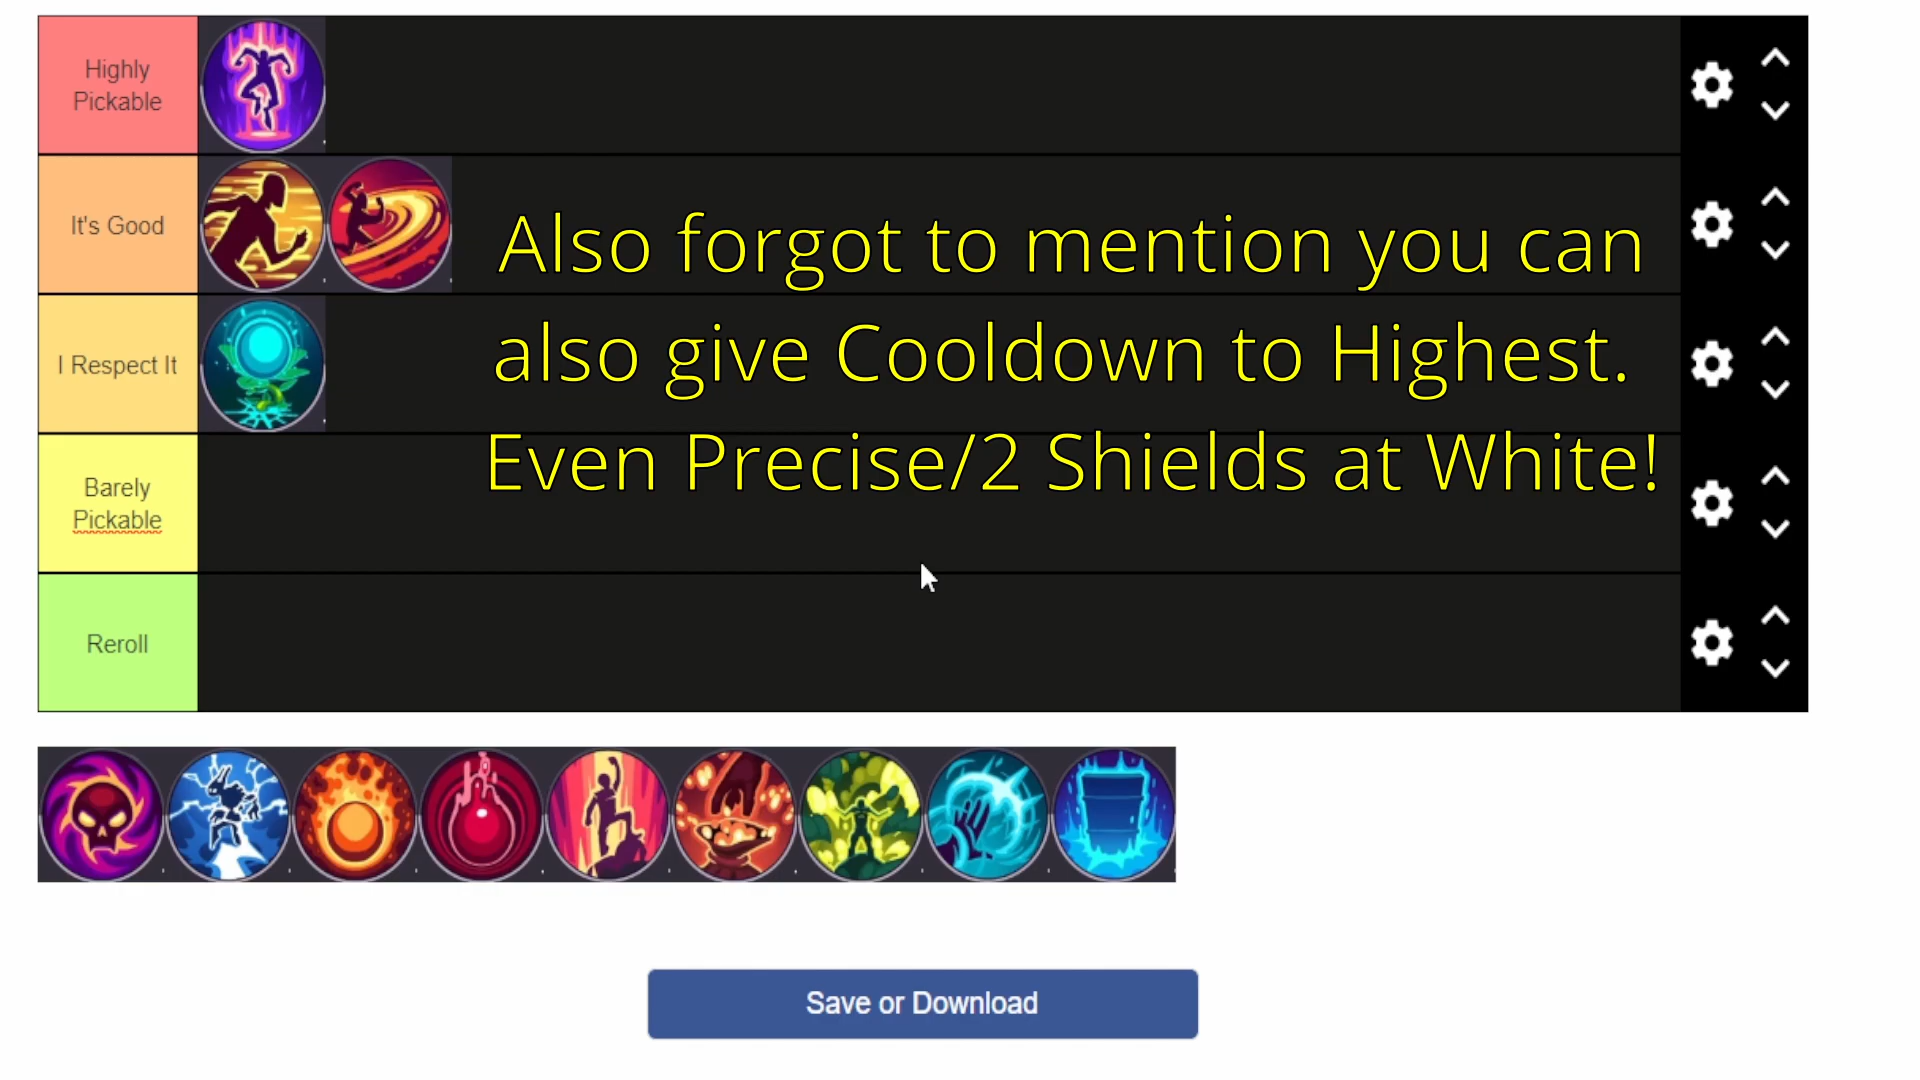 Highly
Pickable
It's Good
Also forgot to mention you can
I Respect It
also give Cooldown to Highest.
Even Precise/2 Shields at White!
Barely
Pickable
Reroll
Save or Download